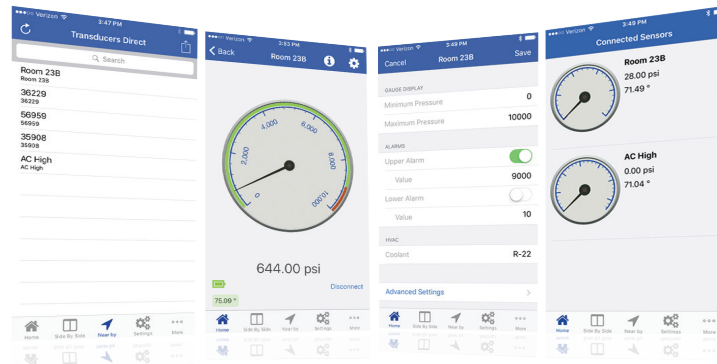 ●●●○○ Verizon
3:47 PM
Transducers Direct
Search
Room 23B
Room 23B
36229
36229
56959
56959
35908
35908
AC High
AC High
Home
Side By Side
Near by
Settings
More
●●●○○ Verizon
3:53 PM
Back
Room 23B
0
2,000
4,000
6,000
8,000
10,000
644.00 psi
Disconnect
75.09 °
Home
Side By Side
Near by
Settings
More
●●●○○ Verizon
3:49 PM
Cancel
Room 23B
Save
GAUGE DISPLAY
Minimum Pressure 0
Maximum Pressure 10000
ALARMS
Upper Alarm
Value 9000
Lower Alarm
Value 10
HVAC
Coolant R-22
Advanced Settings
Home
Side By Side
Near by
Settings
More
●●●○○ Verizon
3:49 PM
Connected Sensors
Room 23B
28.00 psi
71.49 °
AC High
0.00 psi
71.04 °
Home
Side By Side
Near by
Settings
More